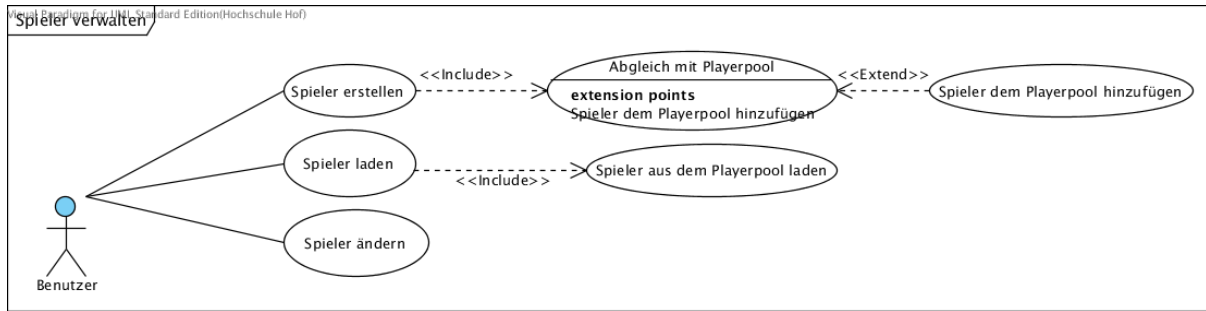 Visual Paradigm for UML Standard Edition(Hochschule Hof)
Spieler verwalten
Spieler erstellen
<<Include>>
Abgleich mit Playerpool
extension points
Spieler dem Playerpool hinzufügen
<<Extend>>
Spieler dem Playerpool hinzufügen
Spieler laden
<<Include>>
Spieler aus dem Playerpool laden
Spieler ändern
Benutzer